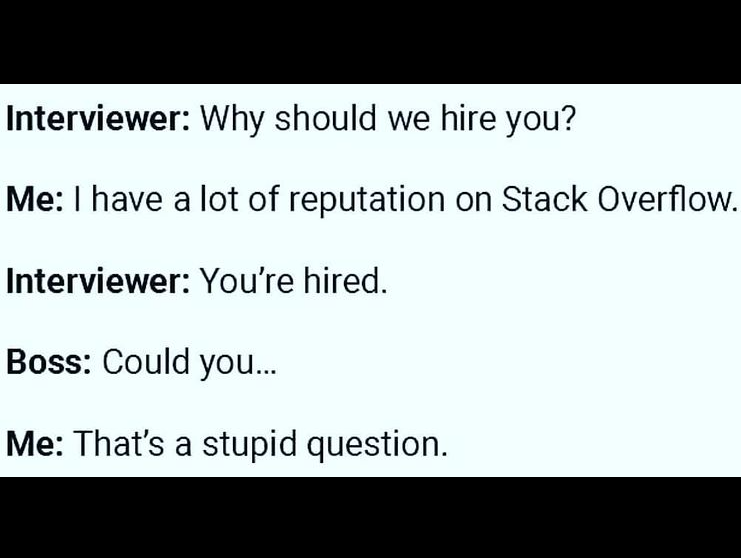 Interviewer: Why should we hire you?
Me: I have a lot of reputation on Stack Overflow.
Interviewer: You’re hired.
Boss: Could you...
Me: That’s a stupid question.